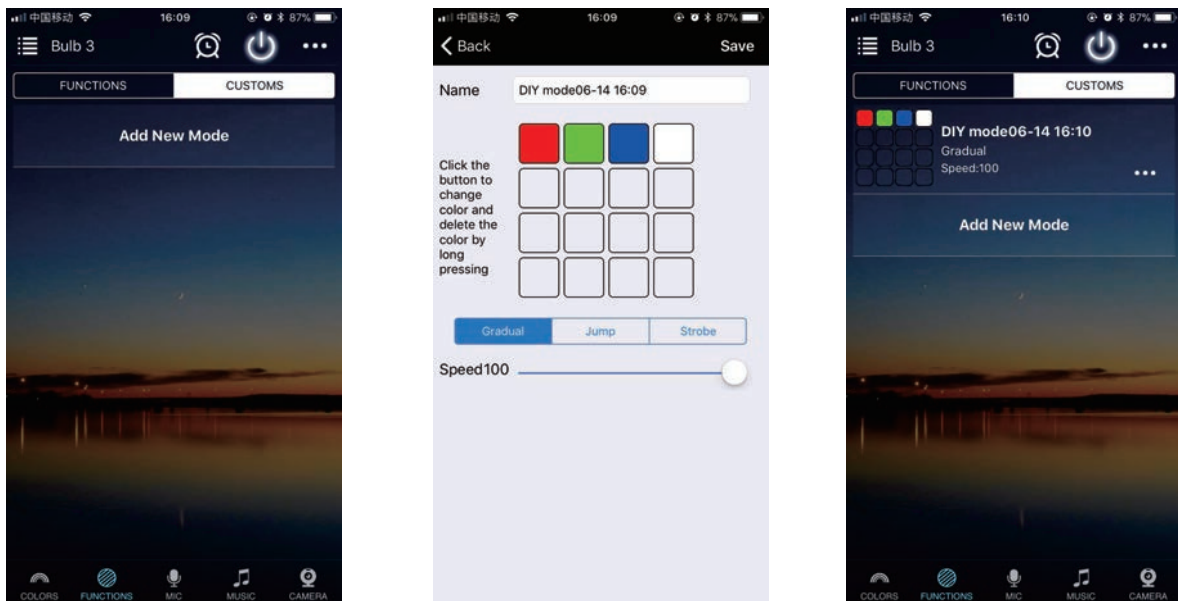 中国移动 16:09 87%
Bulb 3
FUNCTIONS CUSTOMS
Add New Mode
COLORS FUNCTIONS MIC MUSIC CAMERA
中国移动 16:09 87%
Back Save
Name DIY mode06-14 16:09
Click the
button to
change
color and
delete the
color by
long
pressing
Gradual Jump Strobe
Speed100
中国移动 16:10 87%
Bulb 3
FUNCTIONS CUSTOMS
DIY mode06-14 16:10
Gradual
Speed:100
Add New Mode
COLORS FUNCTIONS MIC MUSIC CAMERA